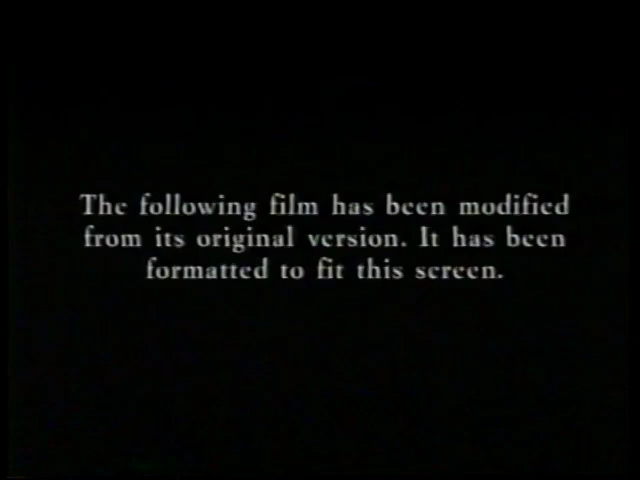 The following film has been modified
from its original version. It has been
formatted to fit this screen.